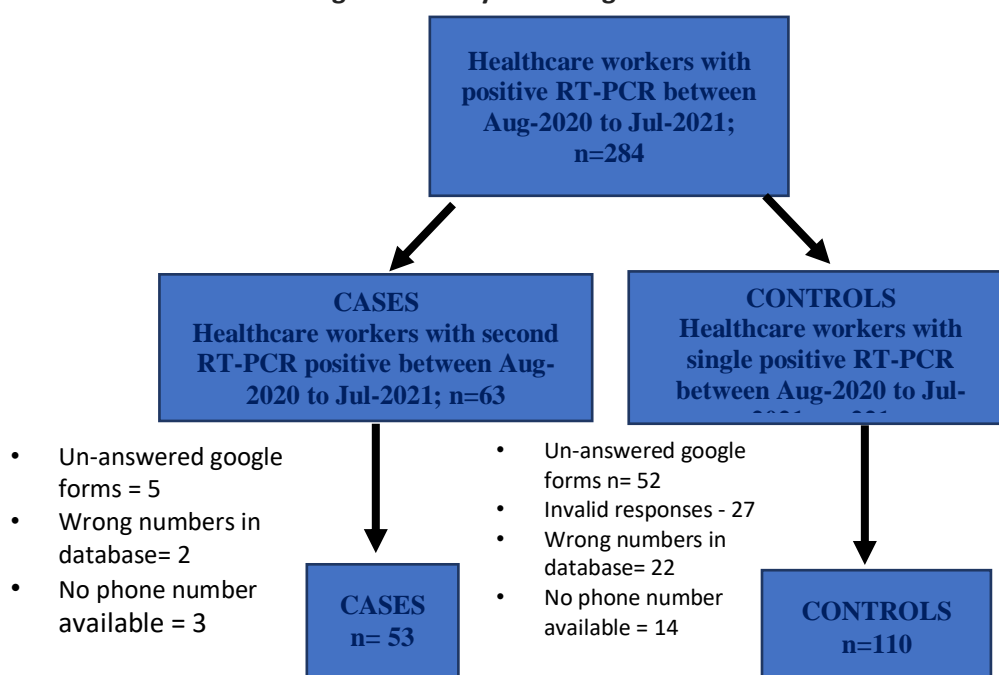 Healthcare workers with
positive RT-PCR between
Aug-2020 to Jul-2021;
n=284
CASES
Healthcare workers with second
RT-PCR positive between Aug-
2020 to Jul-2021; n=63
CONTROLS
Healthcare workers with
single positive RT-PCR
between Aug-2020 to Jul-
• Un-answered google
forms = 5
• Wrong numbers in
database= 2
• No phone number
available = 3
• Un-answered google
forms n= 52
• Invalid responses - 27
• Wrong numbers in
database= 22
• No phone number
available = 14
CASES
n= 53
CONTROLS
n=110